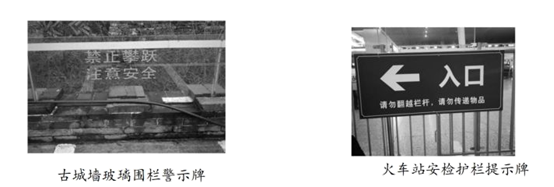 禁止攀跃
注意安全
古城墙玻璃围栏警示牌
← 入口
请勿翻越栏杆，请勿传递物品
火车站安检护栏提示牌